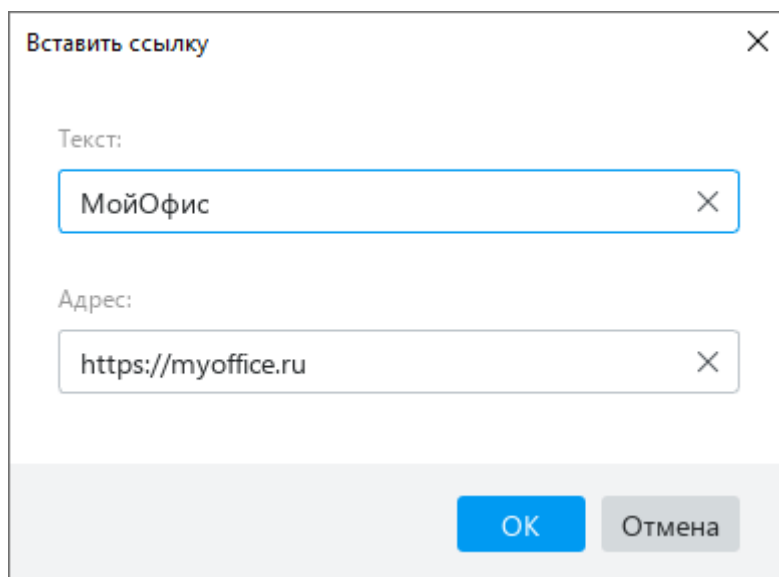 Вставить ссылку
Текст:
МойОфис
Адрес:
https://myoffice.ru
ОК Отмена